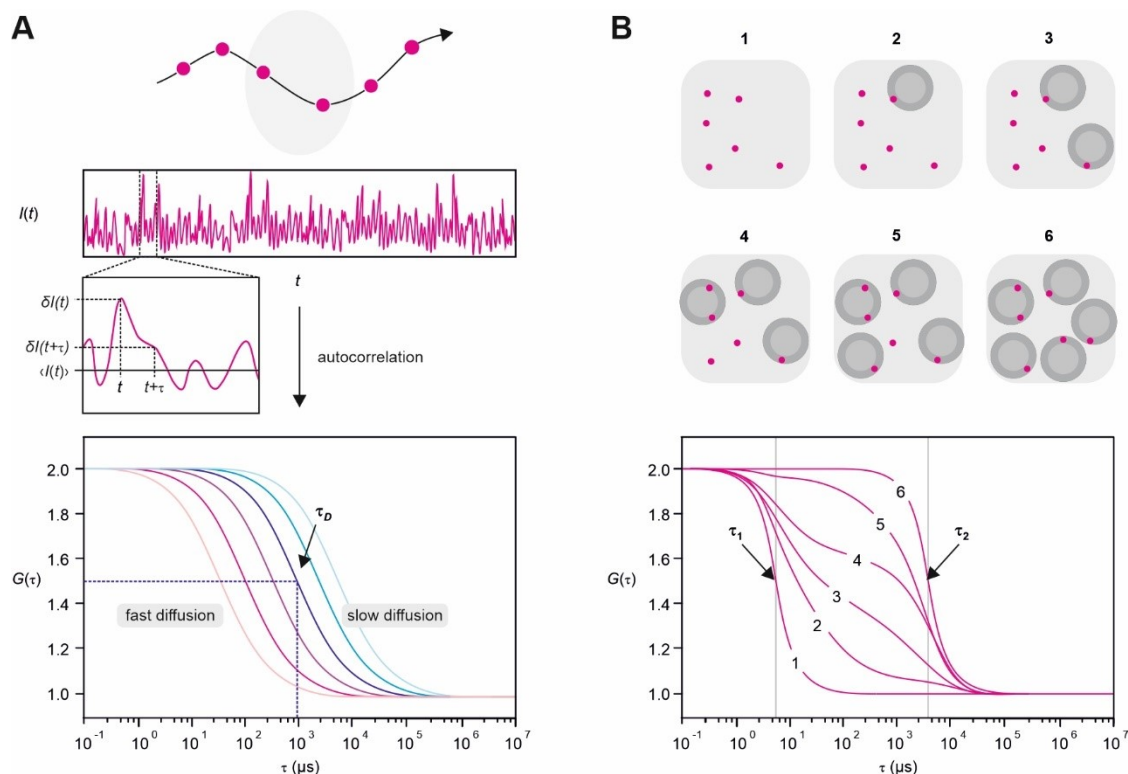 A
I(t)
δI(t)
δI(t+τ)
‹I(t)›
t
t+τ
t
autocorrelation
2.0
1.8
1.6
1.4
1.2
1.0
G(τ)
τD
fast diffusion
slow diffusion
10-1 100 101 102 103 104 105 106 107
τ (µs)
B
1 2 3
4 5 6
2.0
1.8
1.6
1.4
1.2
1.0
G(τ)
τ1
τ2
6
5
4
3
2
1
10-1 100 101 102 103 104 105 106 107
τ (µs)